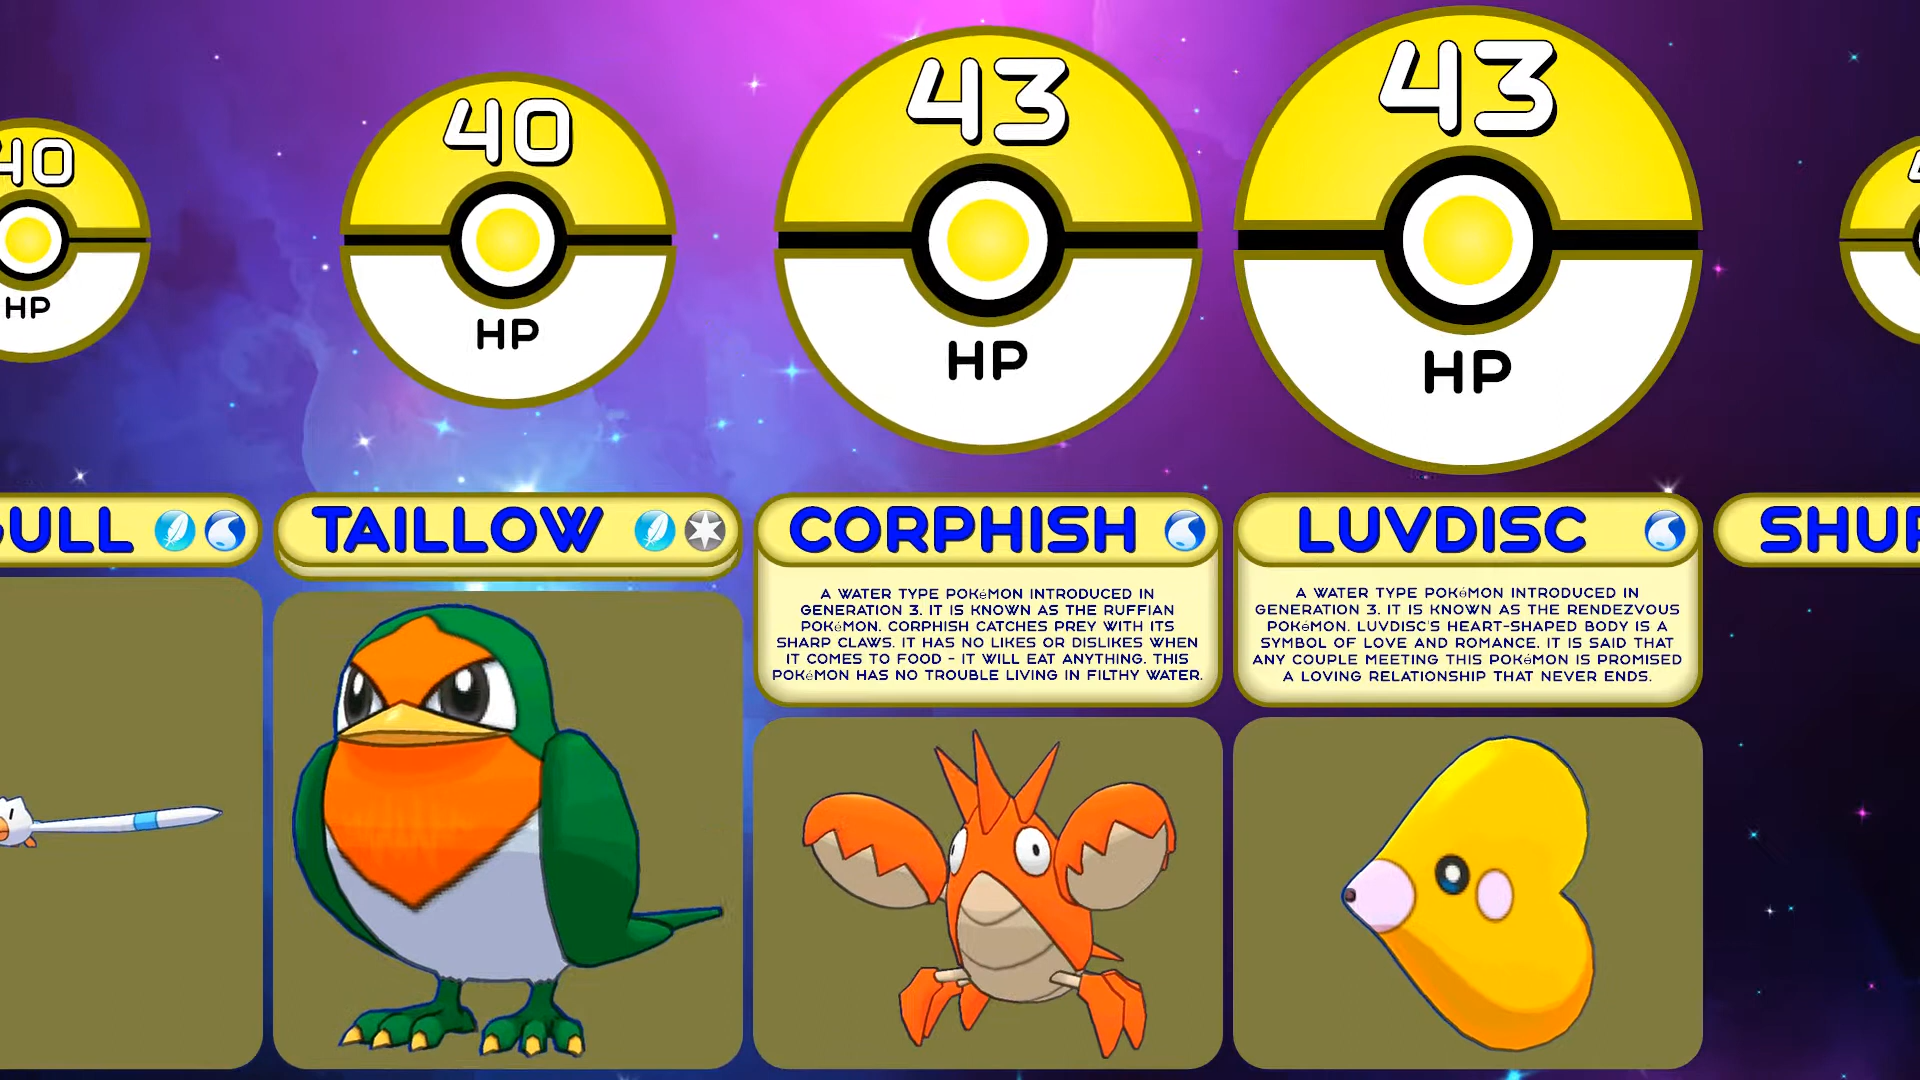 40
HP
40
HP
43
HP
43
HP
TAILLOW
CORPHISH
LUVDISC
A WATER TYPE POKéMON INTRODUCED IN
GENERATION 3. IT IS KNOWN AS THE RUFFIAN
POKéMON. CORPHISH CATCHES PREY WITH ITS
SHARP CLAWS. IT HAS NO LIKES OR DISLIKES WHEN
IT COMES TO FOOD - IT WILL EAT ANYTHING. THIS
POKéMON HAS NO TROUBLE LIVING IN FILTHY WATER.
A WATER TYPE POKéMON INTRODUCED IN
GENERATION 3. IT IS KNOWN AS THE RENDEZVOUS
POKéMON. LUVDISC'S HEART-SHAPED BODY IS A
SYMBOL OF LOVE AND ROMANCE. IT IS SAID THAT
ANY COUPLE MEETING THIS POKéMON IS PROMISED
A LOVING RELATIONSHIP THAT NEVER ENDS.